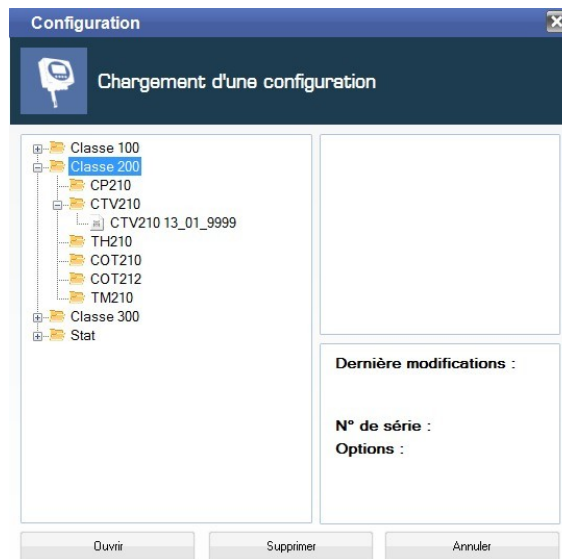 Configuration
Chargement d'une configuration
Classe 100
Classe 200
CP210
CTV210
CTV210 13_01_9999
TH210
COT210
COT212
TM210
Classe 300
Stat
Dernière modifications :
N° de série :
Options :
Ouvrir
Supprimer
Annuler